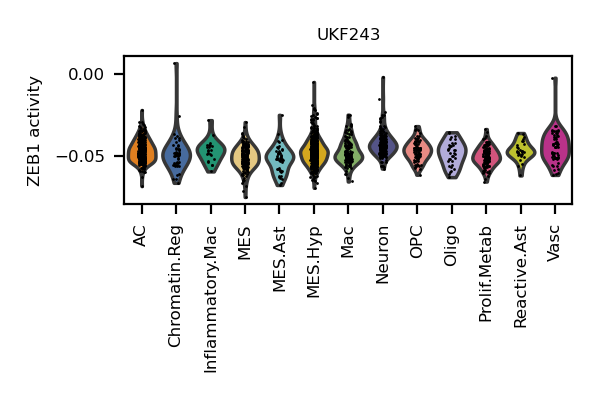 UKF243
ZEB1 activity
0.00
−0.05
AC
Chromatin.Reg
Inflammatory.Mac
MES
MES.Ast
MES.Hyp
Mac
Neuron
OPC
Oligo
Prolif.Metab
Reactive.Ast
Vasc